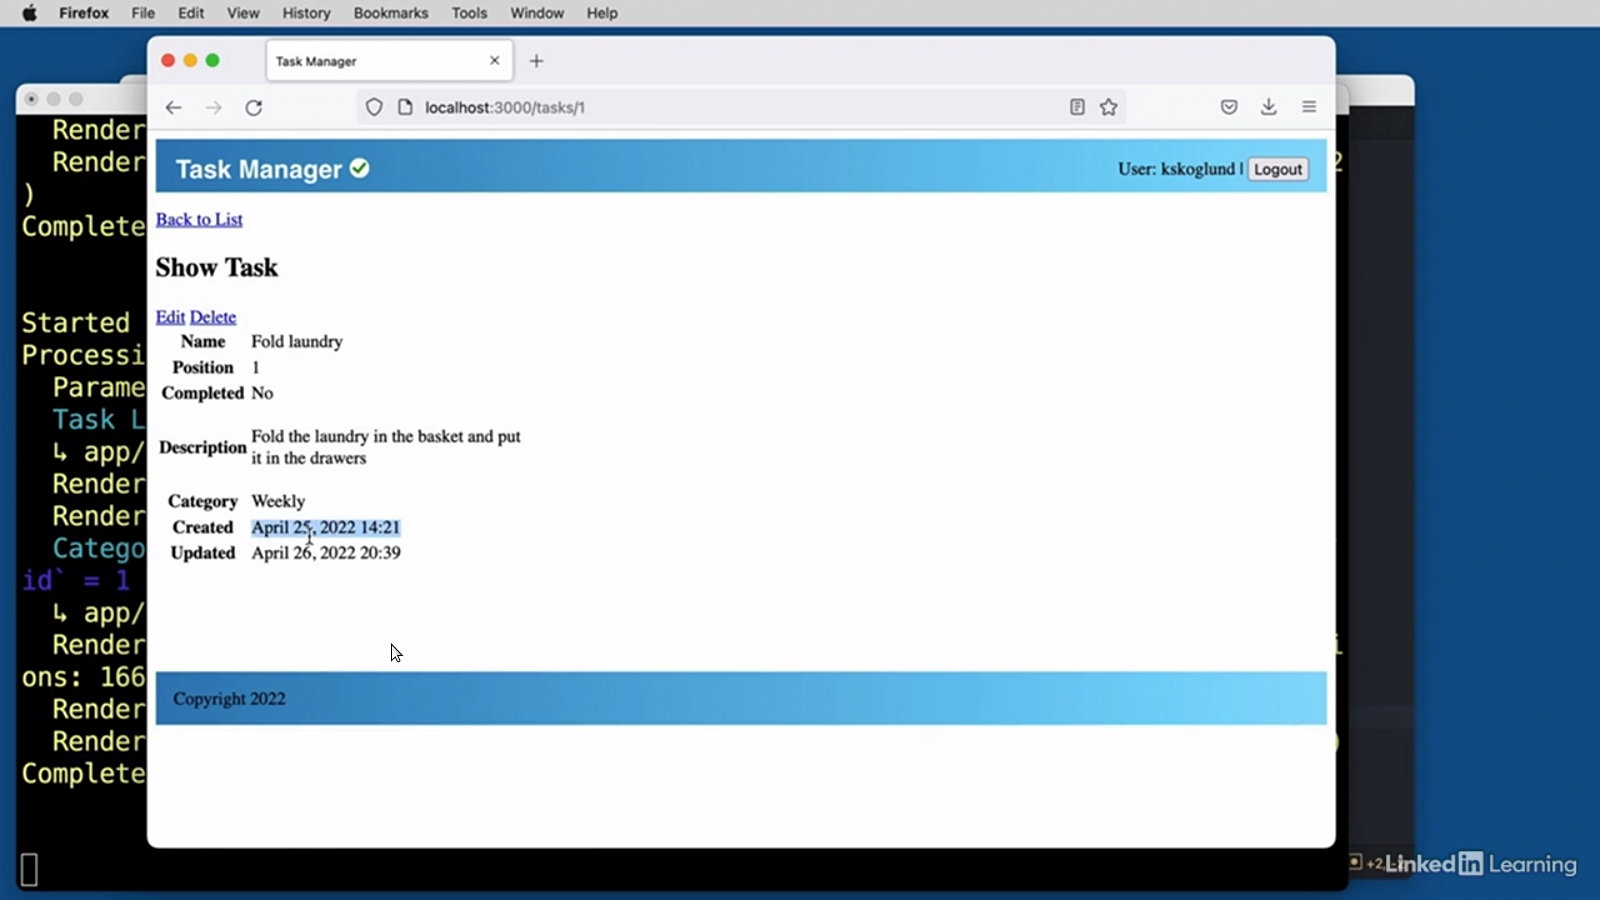 Firefox File Edit View History Bookmarks Tools Window Help
Task Manager
localhost:3000/tasks/1
Task Manager
User: kskoglund | Logout
Back to List
Show Task
Edit Delete
Name Fold laundry
Position 1
Completed No
Description Fold the laundry in the basket and put
it in the drawers
Category Weekly
Created April 25, 2022 14:21
Updated April 26, 2022 20:39
Copyright 2022
Render
Render
)
Complete
Started
Processi
Parame
Task L
↳ app/
Render
Render
Catego
id` = 1
↳ app/
Render
ons: 166
Render
Render
Complete
2
i
)
+2,
LinkedIn Learning